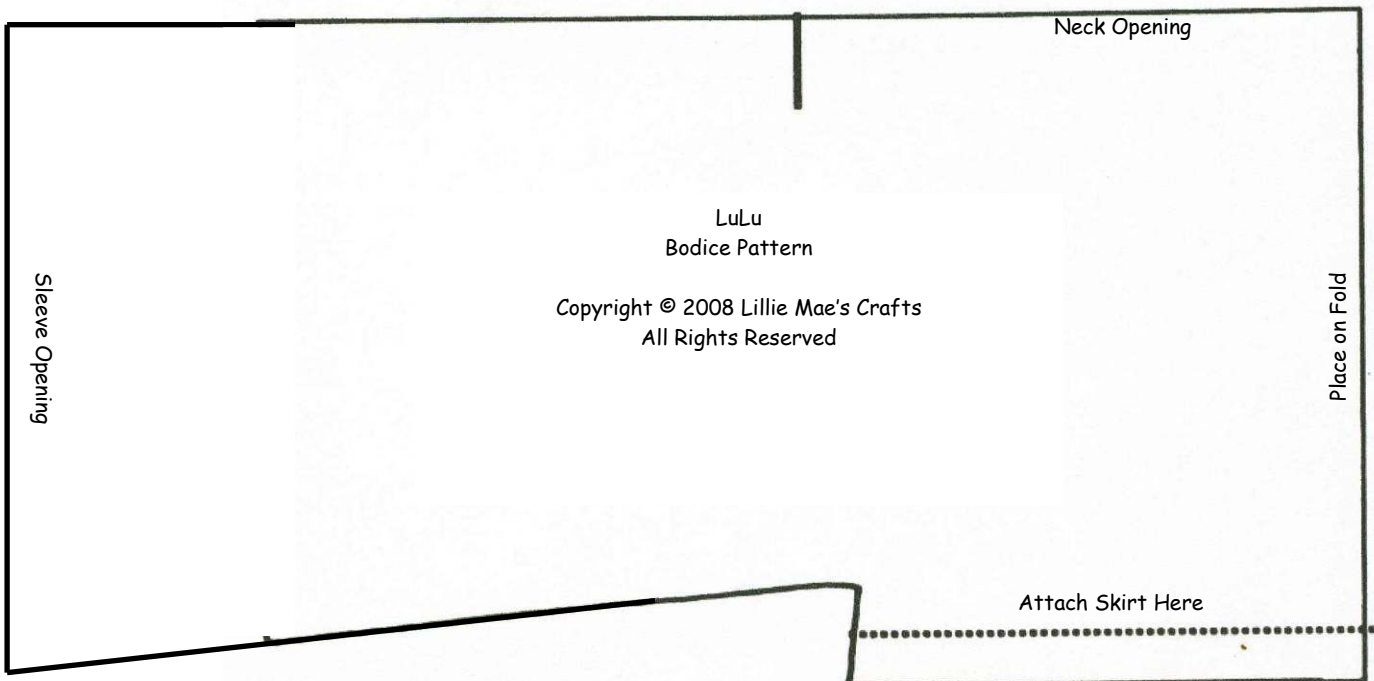 Neck Opening
LuLu
Bodice Pattern
Copyright © 2008 Lillie Mae's Crafts
All Rights Reserved
Sleeve Opening
Place on Fold
Attach Skirt Here